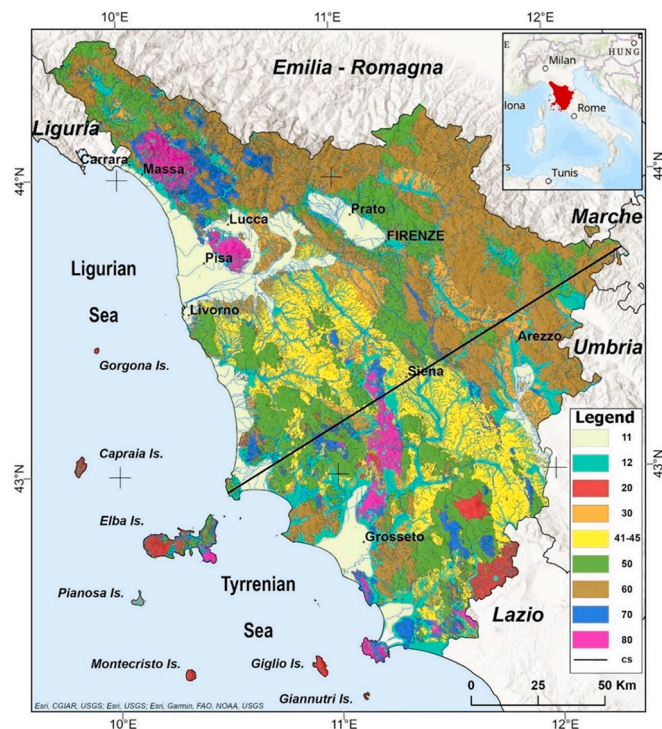 10°E
11°E
12°E
Emilia - Romagna
E
Milan
HUNG
lona
Rome
rs
Tunis
Liguria
Carrara
Massa
44°N
44°N
Lucca
Prato
FIRENZE
Marche
Pisa
Ligurian
Sea
Livorno
Arezzo
Umbria
Gorgona Is.
Siena
Legend
11
12
20
30
41-45
50
60
70
80
cs
Capraia Is.
43°N
43°N
Elba Is.
Grosseto
Tyrrenian
Sea
Pianosa Is.
Lazio
Montecristo Is.
Giglio Is.
Giannutri Is.
0 25 50 Km
Esri, CGIAR, USGS; Esri, USGS; Esri, Garmin, FAO, NOAA, USGS
10°E
11°E
12°E